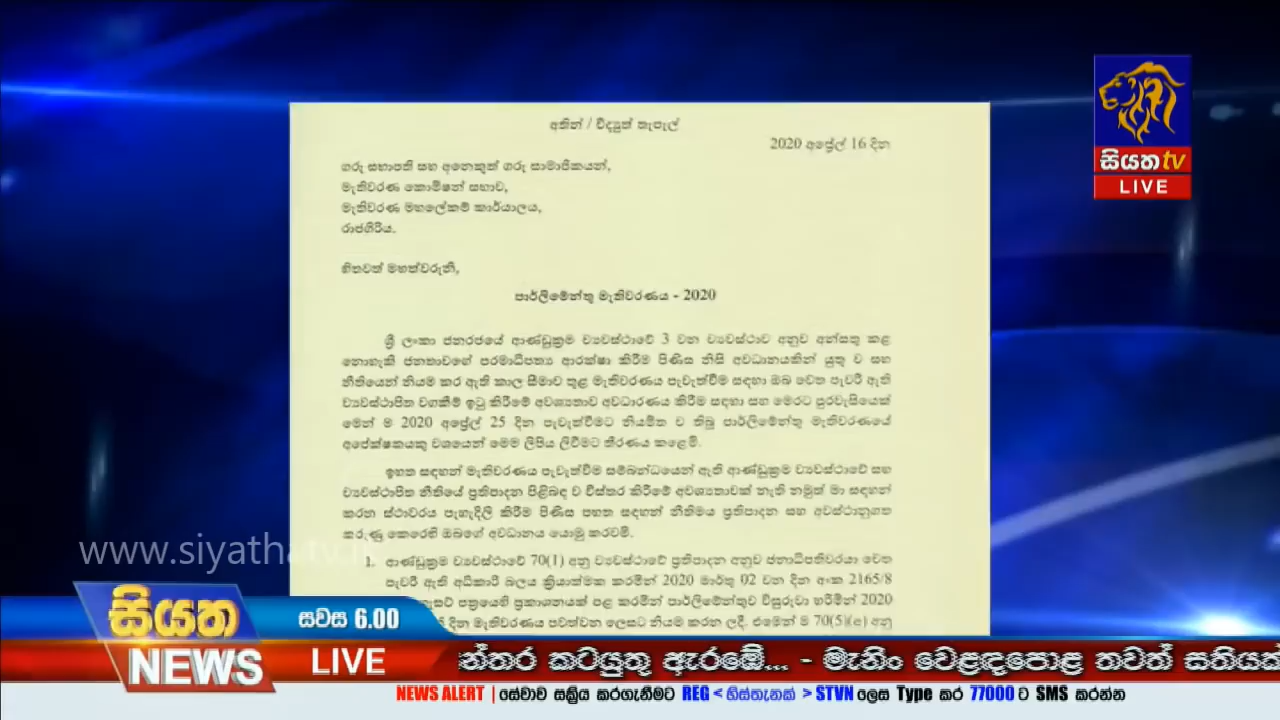 අතින් / විද්‍යුත් තැපැල්
2020 අප්‍රේල් 16 දින
ගරු සභාපති සහ අනෙකුත් ගරු සාමාජිකයන්,
මැතිවරණ කොමිෂන් සභාව,
මැතිවරණ මහලේකම් කාර්යාලය,
රාජගිරිය.
හිතවත් මහත්වරුනි,
පාර්ලිමේන්තු මැතිවරණය - 2020
ශ්‍රී ලංකා ජනරජයේ ආණ්ඩුක්‍රම ව්‍යවස්ථාවේ 3 වන ව්‍යවස්ථාව අනුව අන්සතු කළ
නොහැකි ජනතාවගේ පරමාධිපත්‍ය ආරක්ෂා කිරීම පිණිස නිසි අවධානයකින් යුතු ව සහ
නීතියෙන් නියම කර ඇති කාල සීමාව තුළ මැතිවරණය පැවැත්වීම සඳහා ඔබ වෙත පැවරී ඇති
ව්‍යවස්ථාපිත වගකීම් ඉටු කිරීමේ අවශ්‍යතාව අවධාරණය කිරීම සඳහා සහ මෙරට පුරවැසියෙක්
මෙන් ම 2020 අප්‍රේල් 25 දින පැවැත්වීමට නියමිත ව තිබූ පාර්ලිමේන්තු මැතිවරණයේ
අපේක්ෂකයකු වශයෙන් මෙම ලිපිය ලිවීමට තීරණය කළෙමි.
ඉහත සඳහන් මැතිවරණය පැවැත්වීම සම්බන්ධයෙන් ඇති ආණ්ඩුක්‍රම ව්‍යවස්ථාවේ සහ
ව්‍යවස්ථාපිත නීතියේ ප්‍රතිපාදන පිළිබඳ ව විස්තර කිරීමේ අවශ්‍යතාවක් නැති නමුත් මා සඳහන්
කරන ස්ථාවරය පැහැදිලි කිරීම පිණිස පහත සඳහන් නීතිමය ප්‍රතිපාදන සහ අවස්ථානුගත
කරුණු කෙරෙහි ඔබගේ අවධානය යොමු කරවමි.
1. ආණ්ඩුක්‍රම ව්‍යවස්ථාවේ 70(1) අනු ව්‍යවස්ථාවේ ප්‍රතිපාදන අනුව ජනාධිපතිවරයා වෙත
පැවරී ඇති අධිකාරී බලය ක්‍රියාත්මක කරමින් 2020 මාර්තු 02 වන දින අංක 2165/8
ගැසට් පත්‍රයෙහි ප්‍රකාශනයක් පළ කරමින් පාර්ලිමේන්තුව විසුරුවා හරිමින් 2020
දින මැතිවරණය පවත්වන ලෙසට නියම කරන ලදී. එමෙන් ම 70(5)(අ) අනු
සියත tv
LIVE
www.siyathatv.
සියත
NEWS
සවස 6.00
LIVE
න්තර කටයුතු ඇරඹේ... - මැනිං වෙළඳපොළ තවත් සතියක්
NEWS ALERT | සේවාව සක්‍රිය කරගැනීමට REG < හිස්තැනක් > STVN ලෙස Type කර 77000 ට SMS කරන්න